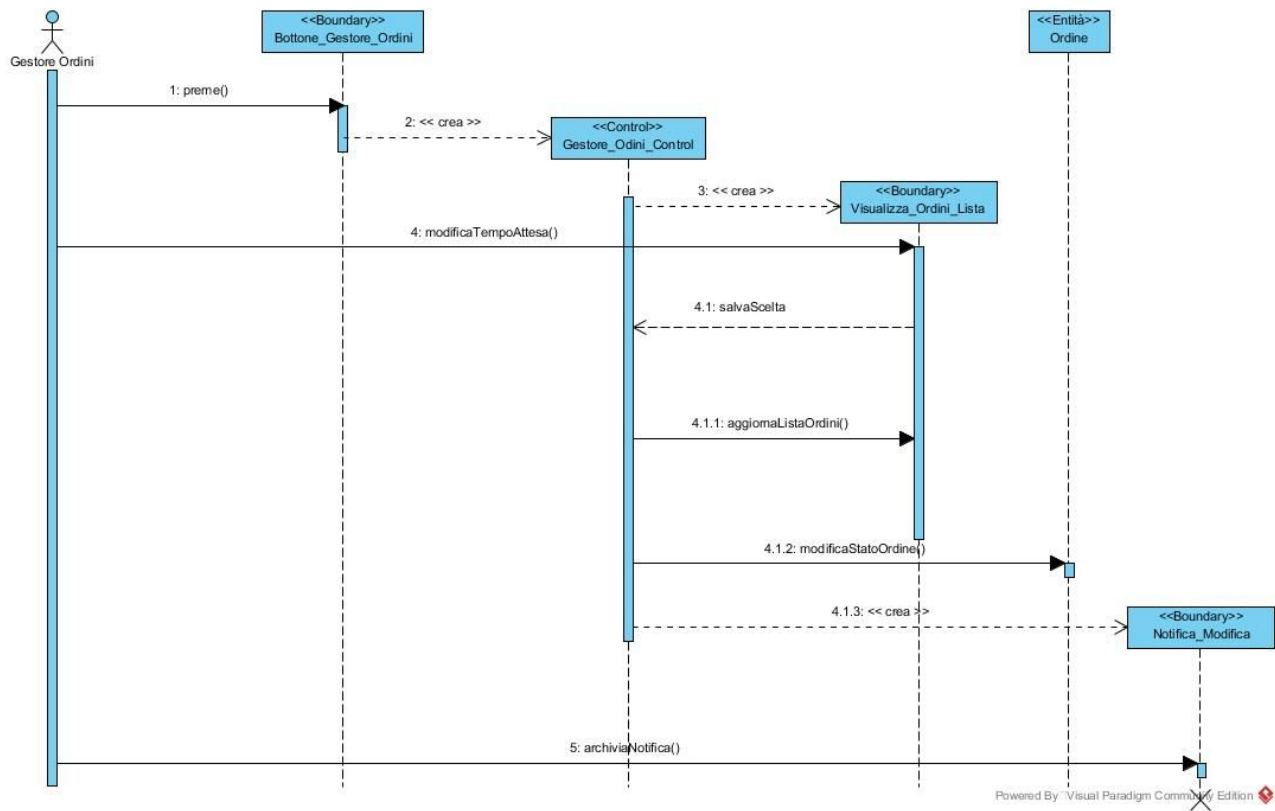 <<Boundary>>
Bottone_Gestore_Ordini
<<Entità>>
Ordine
Gestore Ordini
1: preme()
2: << crea >>
<<Control>>
Gestore_Odini_Control
3: << crea >>
<<Boundary>>
Visualizza_Ordini_Lista
4: modificaTempoAttesa()
4.1: salvaScelta
4.1.1: aggiornaListaOrdini()
4.1.2: modificaStatoOrdine()
4.1.3: << crea >>
<<Boundary>>
Notifica_Modifica
5: archiviaNotifica()
Powered By Visual Paradigm Community Edition